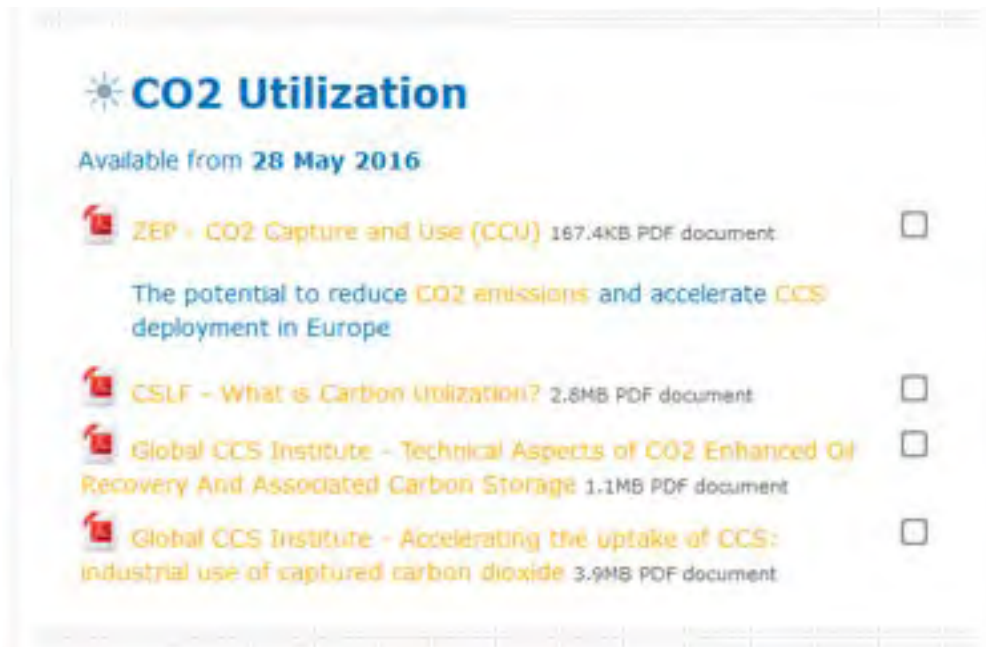 CO2 Utilization
Available from 28 May 2016
ZEP - CO2 Capture and Use (CCU) 167.4KB PDF document
The potential to reduce CO2 emissions and accelerate CCS
deployment in Europe
CSLF - What is Carbon Utilization? 2.8MB PDF document
Global CCS Institute - Technical Aspects of CO2 Enhanced Oil
Recovery And Associated Carbon Storage 1.1MB PDF document
Global CCS Institute - Accelerating the uptake of CCS:
industrial use of captured carbon dioxide 3.9MB PDF document